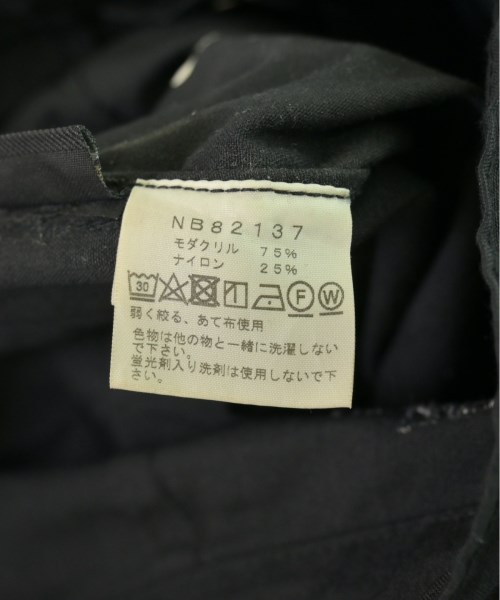 NB82137
モダクリル 75%
ナイロン 25%
30 F W
弱く絞る、あて布使用
色物は他の物と一緒に洗濯しない
で下さい。
蛍光剤入り洗剤は使用しないで下
さい。